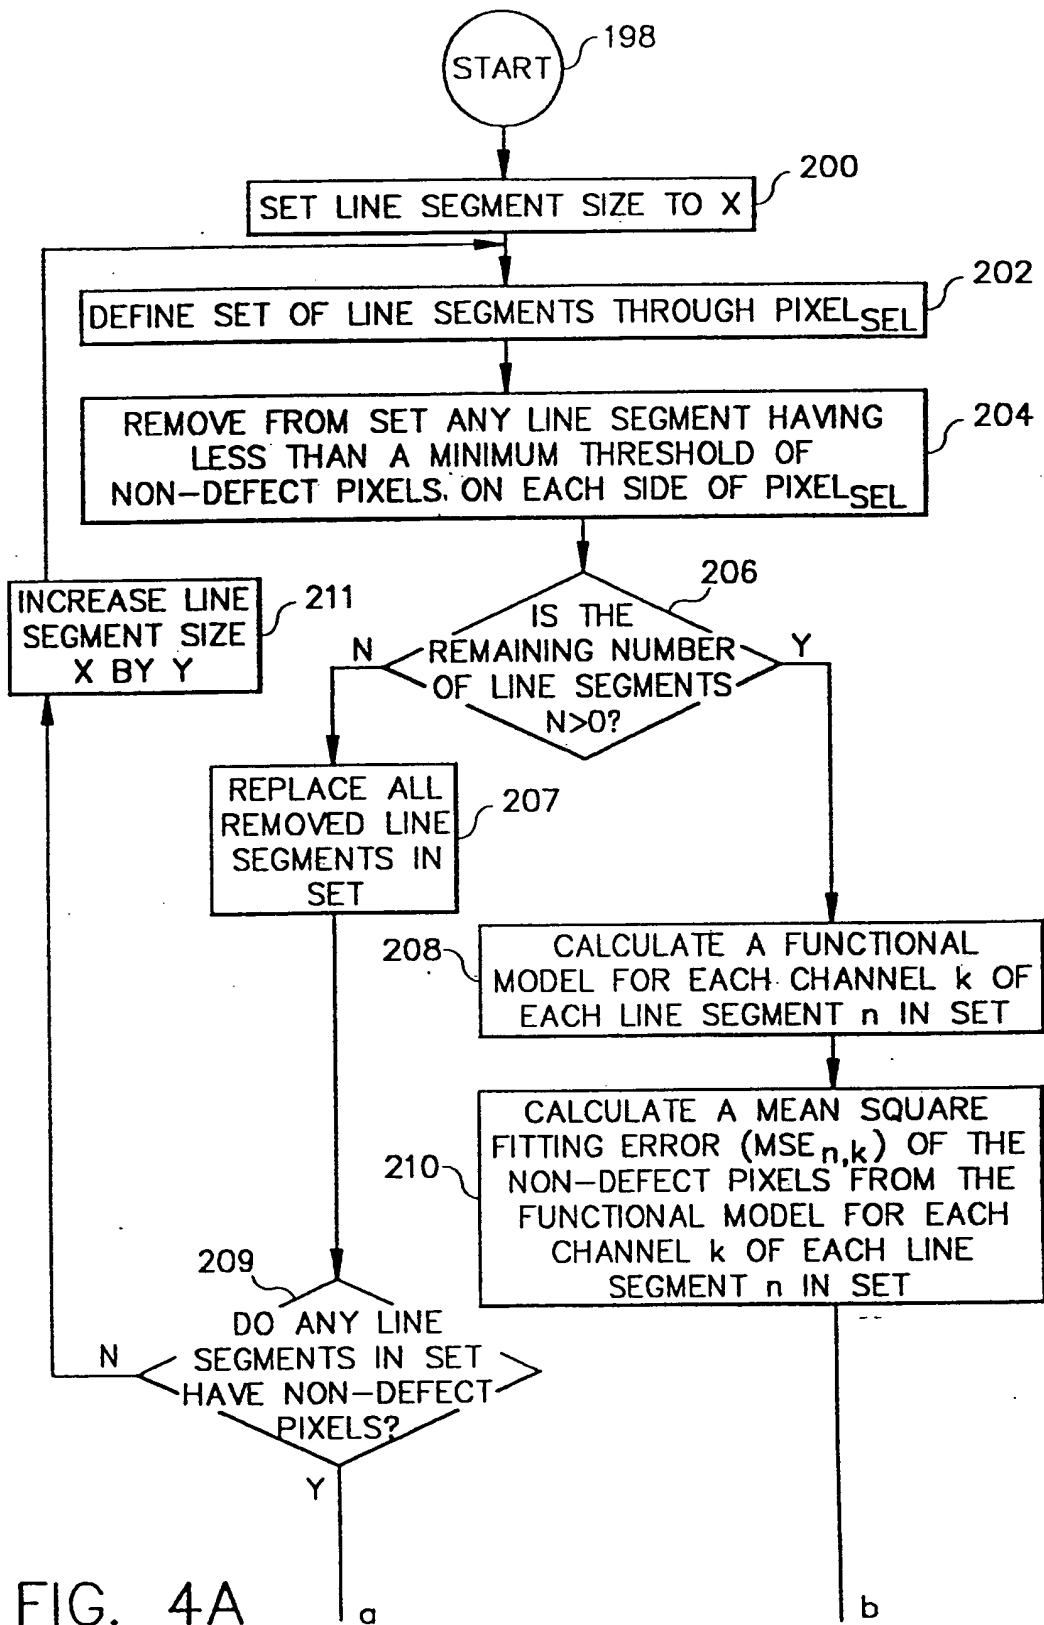 START
198
SET LINE SEGMENT SIZE TO X
200
DEFINE SET OF LINE SEGMENTS THROUGH PIXELSEL
202
REMOVE FROM SET ANY LINE SEGMENT HAVING
LESS THAN A MINIMUM THRESHOLD OF
NON-DEFECT PIXELS. ON EACH SIDE OF PIXELSEL
204
INCREASE LINE
SEGMENT SIZE
X BY Y
211
IS THE
REMAINING NUMBER
OF LINE SEGMENTS
N>0?
206
N
Y
REPLACE ALL
REMOVED LINE
SEGMENTS IN
SET
207
208
CALCULATE A FUNCTIONAL
MODEL FOR EACH CHANNEL k OF
EACH LINE SEGMENT n IN SET
210
CALCULATE A MEAN SQUARE
FITTING ERROR (MSEn,k) OF THE
NON-DEFECT PIXELS FROM THE
FUNCTIONAL MODEL FOR EACH
CHANNEL k OF EACH LINE
SEGMENT n IN SET
209
DO ANY LINE
SEGMENTS IN SET
HAVE NON-DEFECT
PIXELS?
N
Y
a
b
FIG. 4A